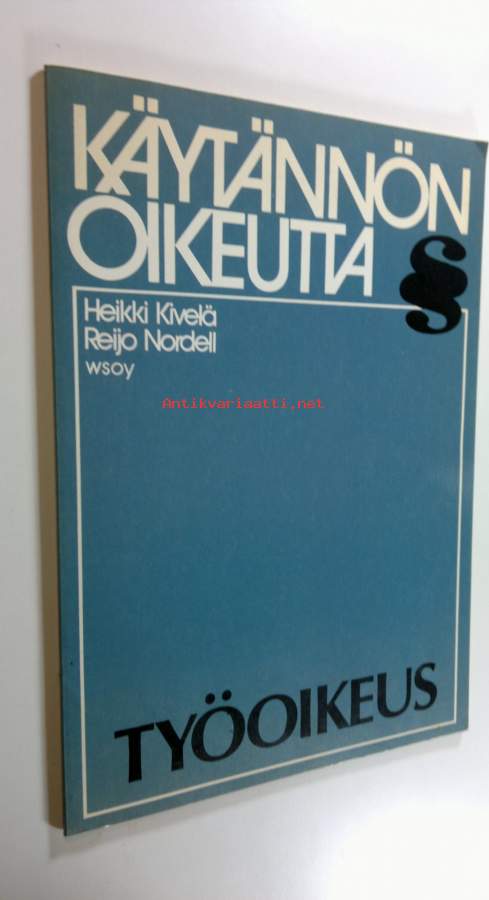 KÄYTÄNNÖN
OIKEUTTA
§
Heikki Kivelä
Reijo Nordell
wsoy
Antikvariaatti.net
TYÖOIKEUS